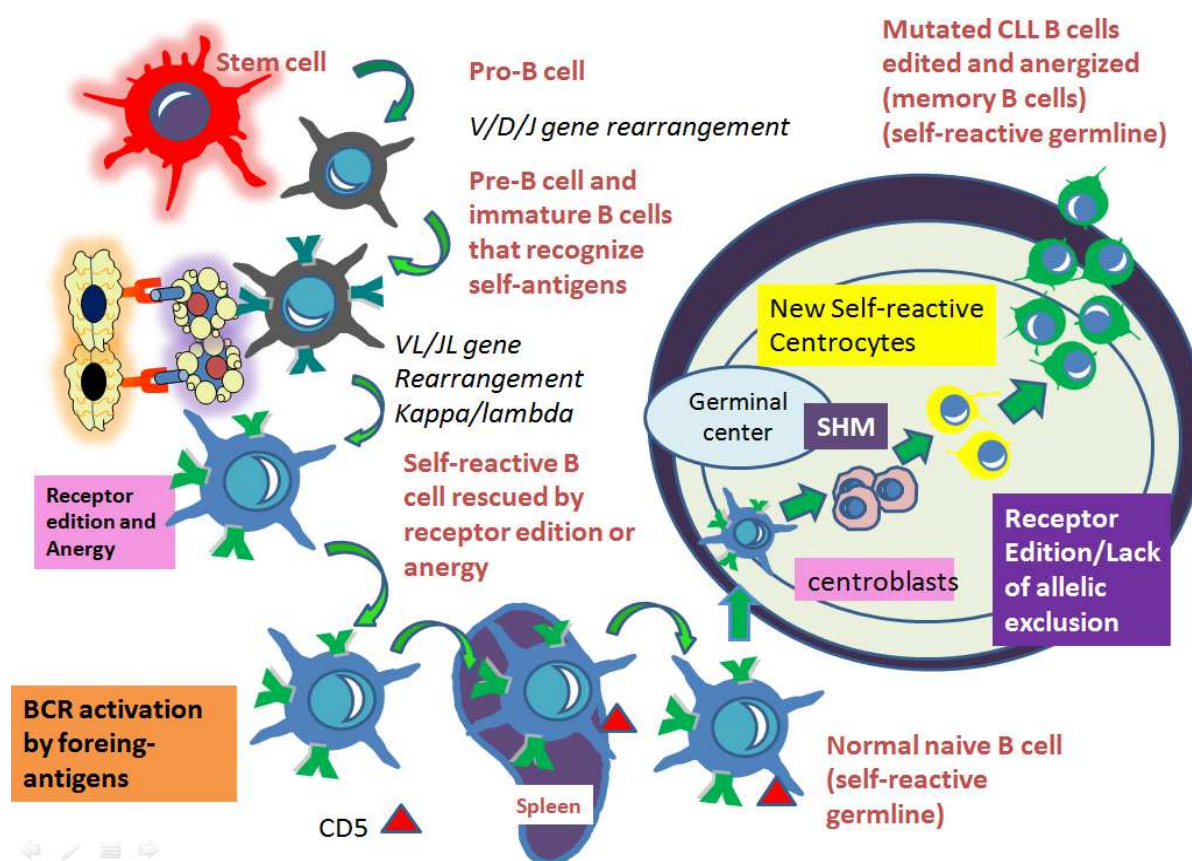 Stem cell
Pro-B cell
V/D/J gene rearrangement
Pre-B cell and
immature B cells
that recognize
self-antigens
VL/JL gene
Rearrangement
Kappa/lambda
Receptor
edition and
Anergy
Self-reactive B
cell rescued by
receptor edition or
anergy
BCR activation
by foreing-
antigens
CD5
Spleen
Normal naive B cell
(self-reactive
germline)
Mutated CLL B cells
edited and anergized
(memory B cells)
(self-reactive germline)
New Self-reactive
Centrocytes
Germinal
center
SHM
centroblasts
Receptor
Edition/Lack
of allelic
exclusion